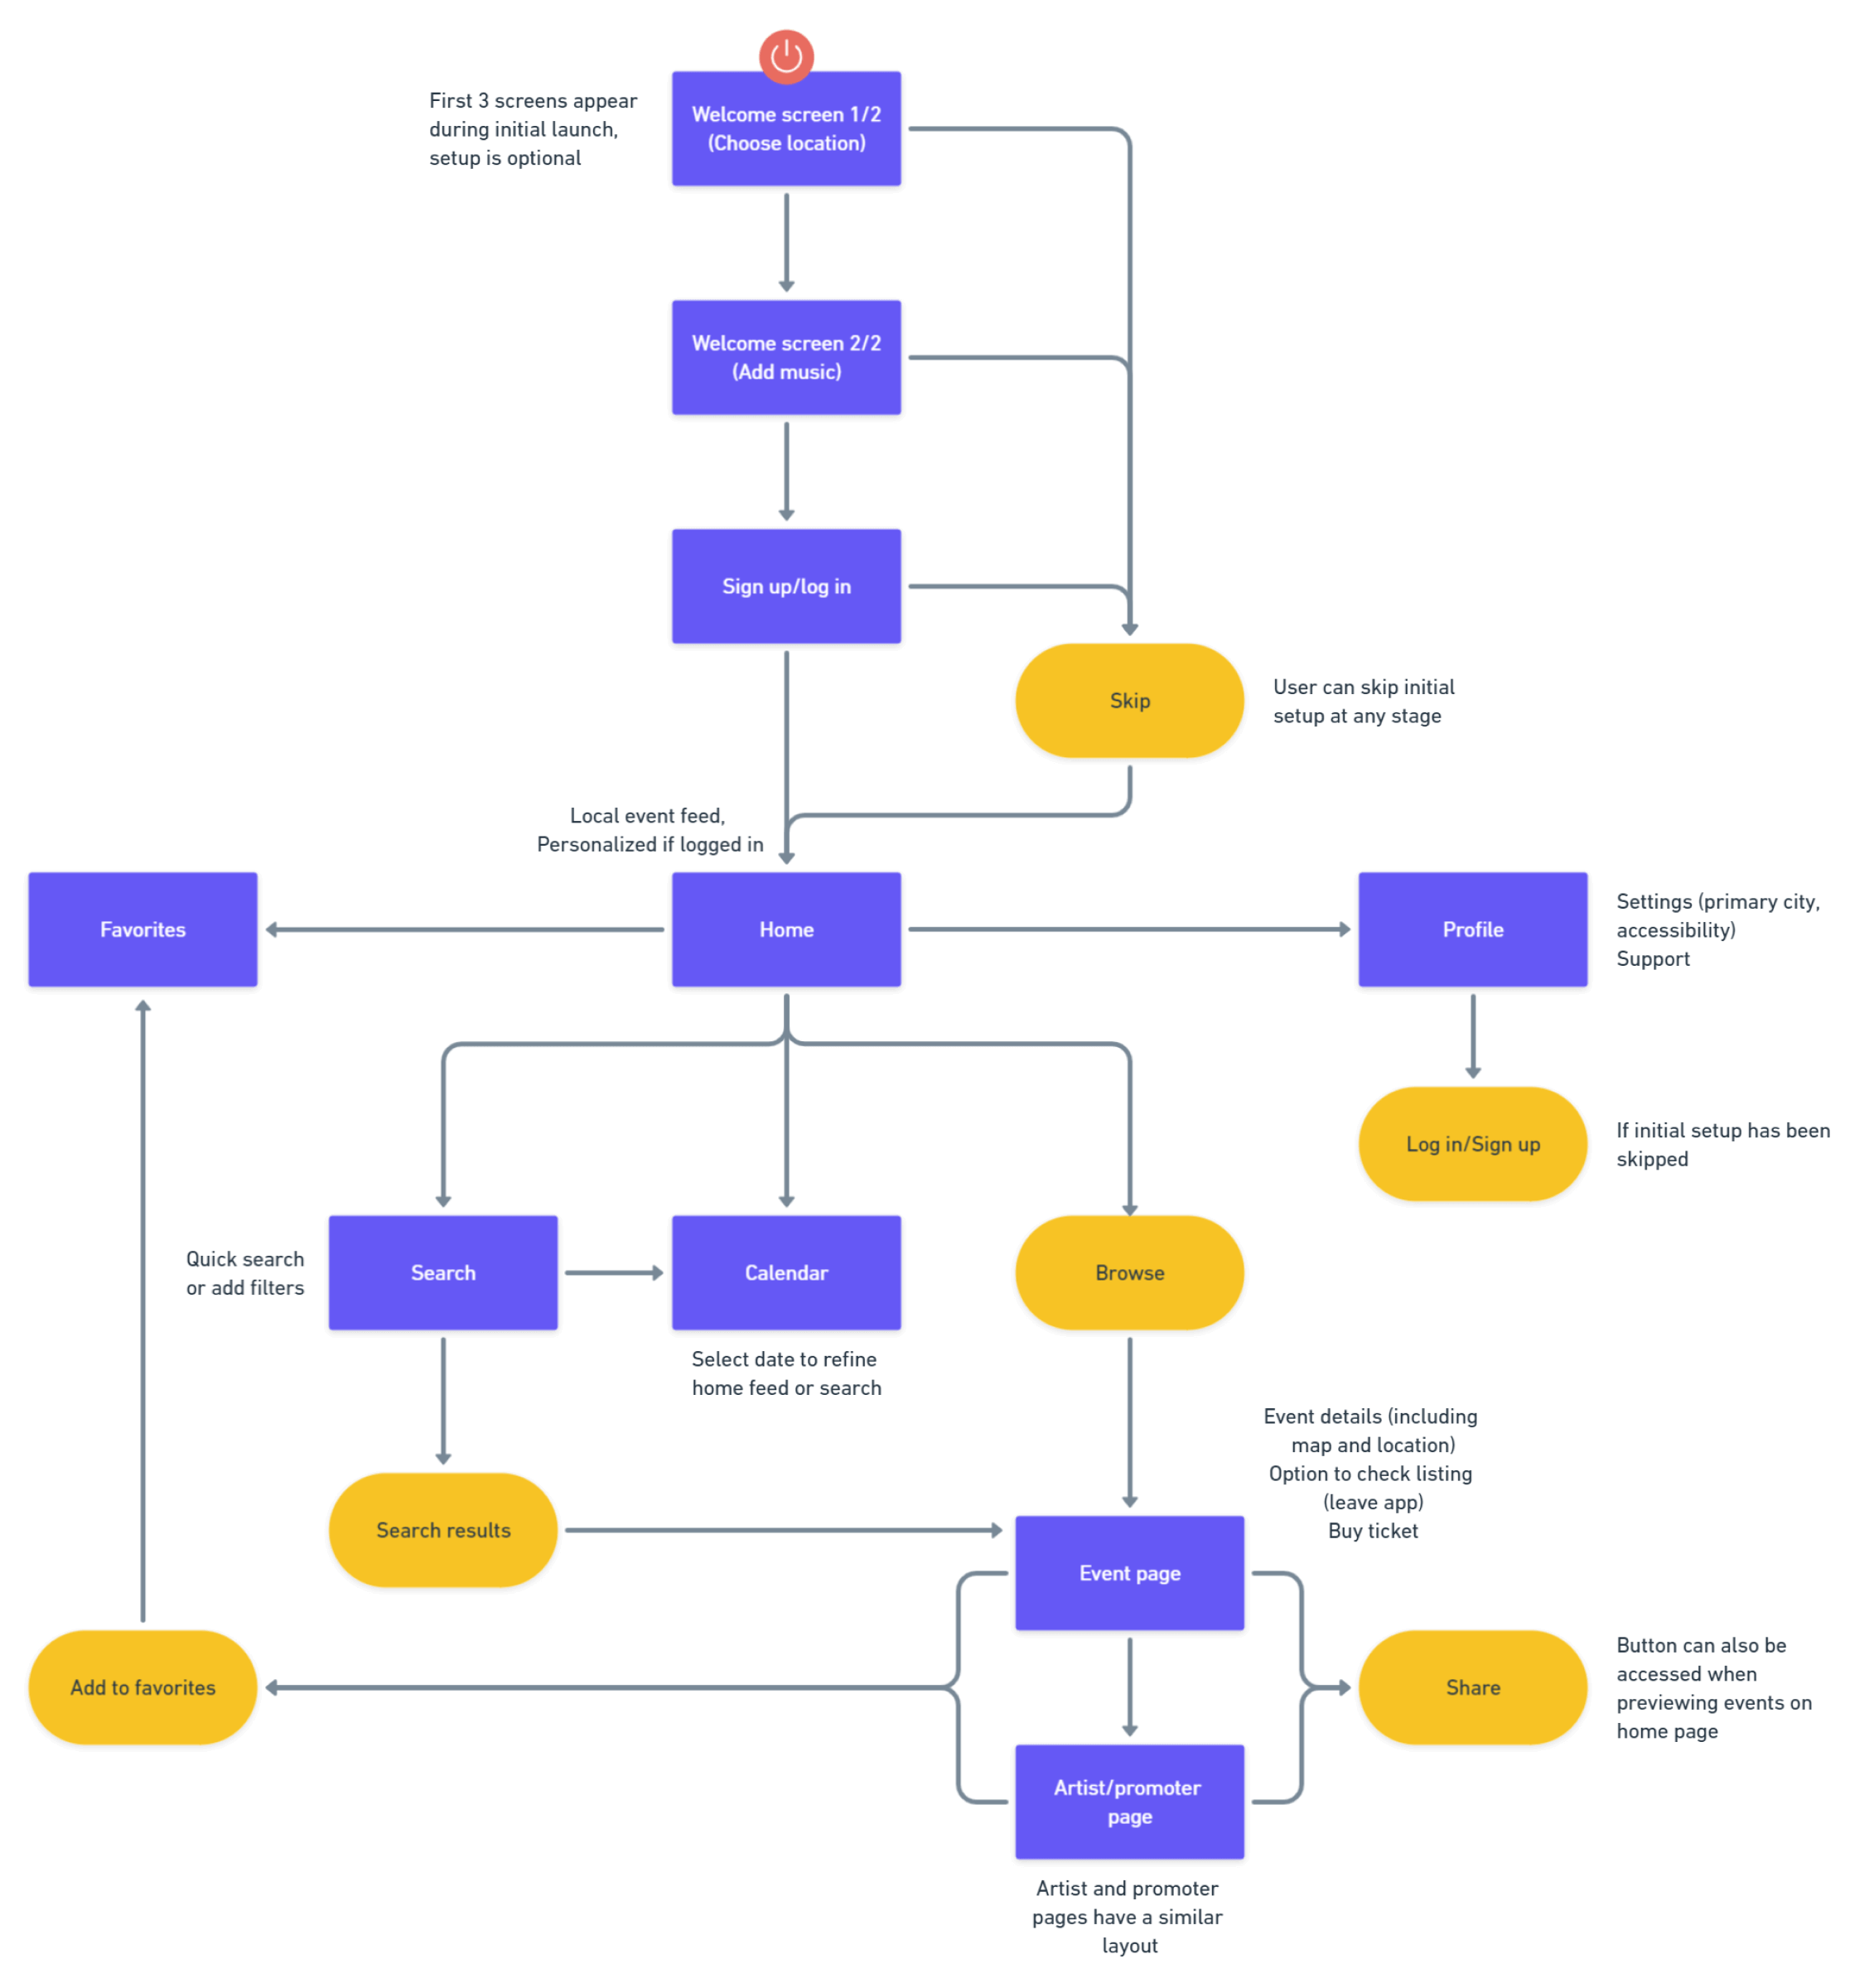 First 3 screens appear
during initial launch,
setup is optional
Welcome screen 1/2
(Choose location)
Welcome screen 2/2
(Add music)
Sign up/log in
Skip
User can skip initial
setup at any stage
Local event feed,
Personalized if logged in
Favorites
Home
Profile
Settings (primary city,
accessibility)
Support
Log in/Sign up
If initial setup has been
skipped
Quick search
or add filters
Search
Calendar
Browse
Select date to refine
home feed or search
Event details (including
map and location)
Option to check listing
(leave app)
Buy ticket
Search results
Event page
Add to favorites
Share
Button can also be
accessed when
previewing events on
home page
Artist/promoter
page
Artist and promoter
pages have a similar
layout